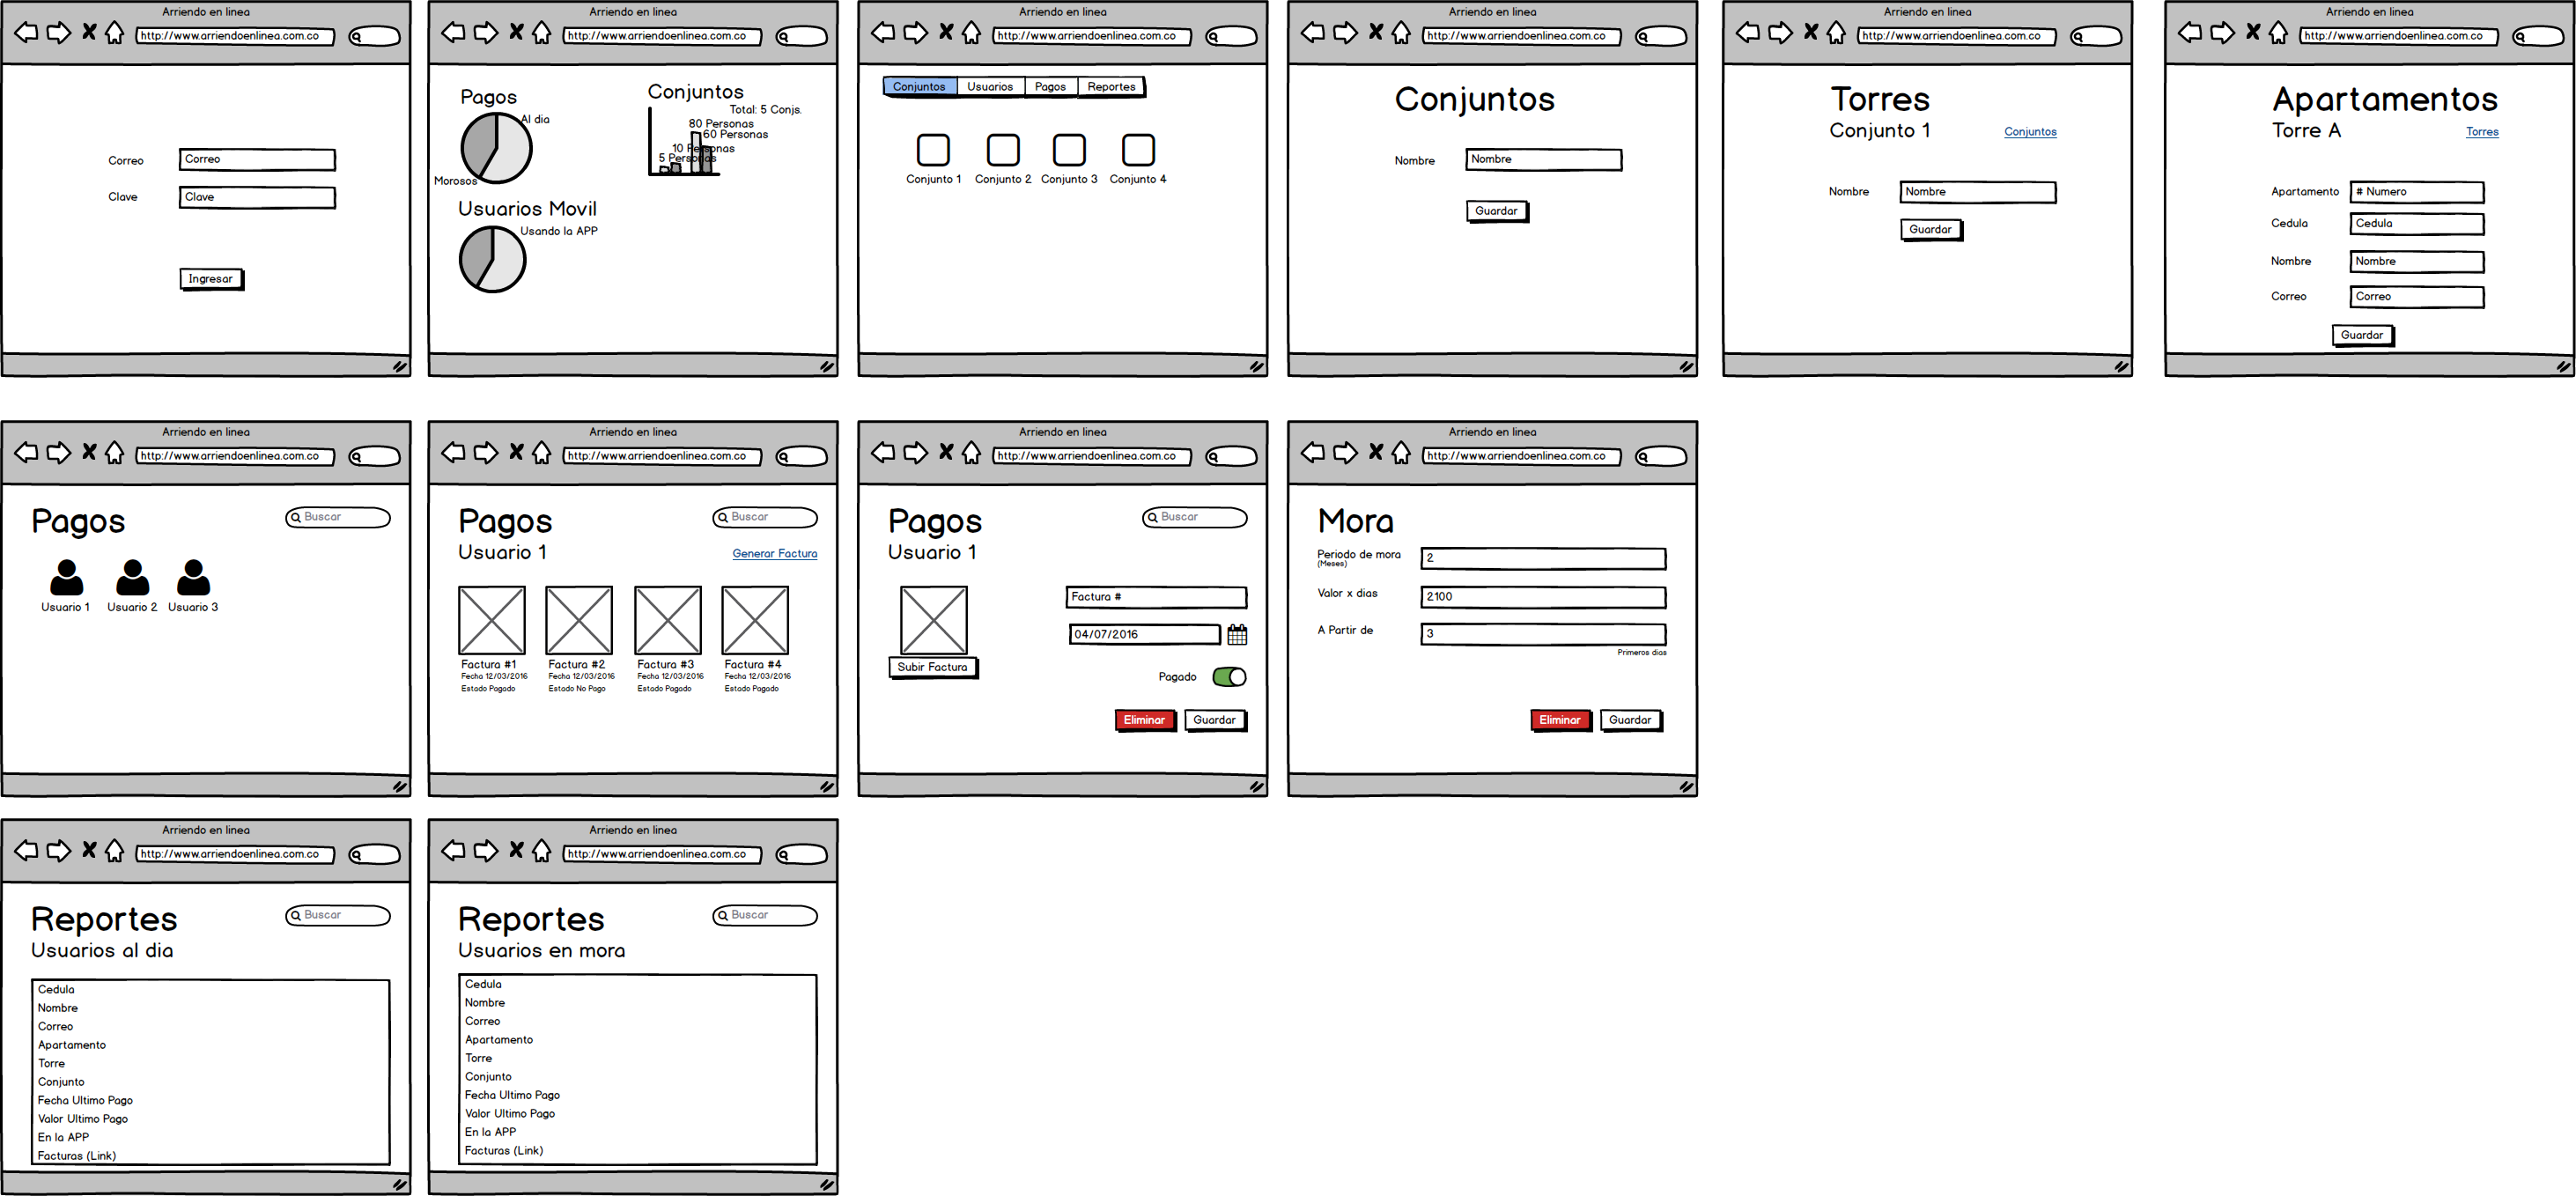 Arriendo en linea
http://www.arriendoenlinea.com.co
Correo
Correo
Clave
Clave
Ingresar
Arriendo en linea
http://www.arriendoenlinea.com.co
Pagos
Al dia
Morosos
Conjuntos
Total: 5 Conjs.
80 Personas
60 Personas
10 Personas
5 Personas
Usuarios Movil
Usando la APP
Arriendo en linea
http://www.arriendoenlinea.com.co
Conjuntos Usuarios Pagos Reportes
Conjunto 1 Conjunto 2 Conjunto 3 Conjunto 4
Arriendo en linea
http://www.arriendoenlinea.com.co
Conjuntos
Nombre
Nombre
Guardar
Arriendo en linea
http://www.arriendoenlinea.com.co
Torres
Conjunto 1
Conjuntos
Nombre
Nombre
Guardar
Arriendo en linea
http://www.arriendoenlinea.com.co
Apartamentos
Torre A
Torres
Apartamento
# Numero
Cedula
Cedula
Nombre
Nombre
Correo
Correo
Guardar
Arriendo en linea
http://www.arriendoenlinea.com.co
Pagos
Buscar
Usuario 1 Usuario 2 Usuario 3
Arriendo en linea
http://www.arriendoenlinea.com.co
Pagos
Buscar
Usuario 1
Generar Factura
Factura #1
Fecha 12/03/2016
Estado Pagado
Factura #2
Fecha 12/03/2016
Estado No Pago
Factura #3
Fecha 12/03/2016
Estado Pagado
Factura #4
Fecha 12/03/2016
Estado Pagado
Arriendo en linea
http://www.arriendoenlinea.com.co
Pagos
Buscar
Usuario 1
Subir Factura
Factura #
04/07/2016
Pagado
Eliminar
Guardar
Arriendo en linea
http://www.arriendoenlinea.com.co
Mora
Periodo de mora
(Meses)
2
Valor x dias
2100
A Partir de
3
Primeros dias
Eliminar
Guardar
Arriendo en linea
http://www.arriendoenlinea.com.co
Reportes
Buscar
Usuarios al dia
Cedula
Nombre
Correo
Apartamento
Torre
Conjunto
Fecha Ultimo Pago
Valor Ultimo Pago
En la APP
Facturas (Link)
Arriendo en linea
http://www.arriendoenlinea.com.co
Reportes
Buscar
Usuarios en mora
Cedula
Nombre
Correo
Apartamento
Torre
Conjunto
Fecha Ultimo Pago
Valor Ultimo Pago
En la APP
Facturas (Link)